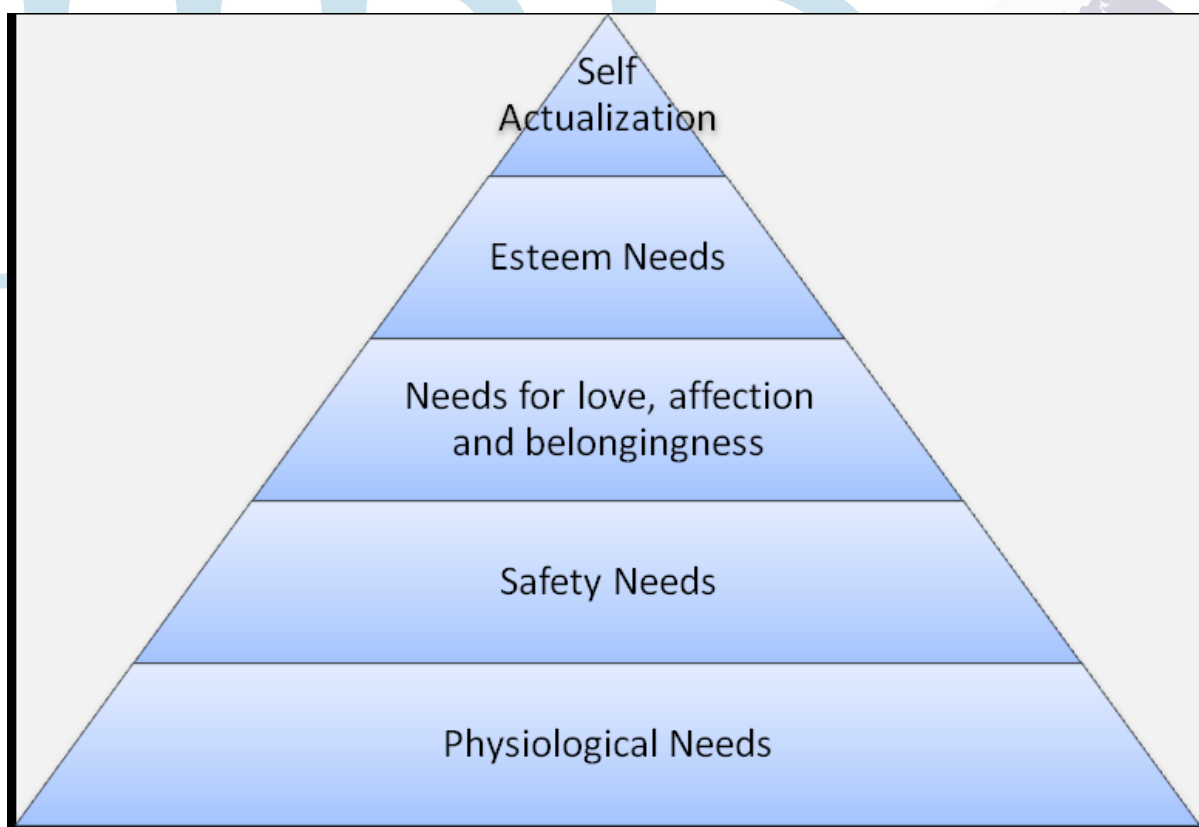 Self
Actualization
Esteem Needs
Needs for love, affection
and belongingness
Safety Needs
Physiological Needs